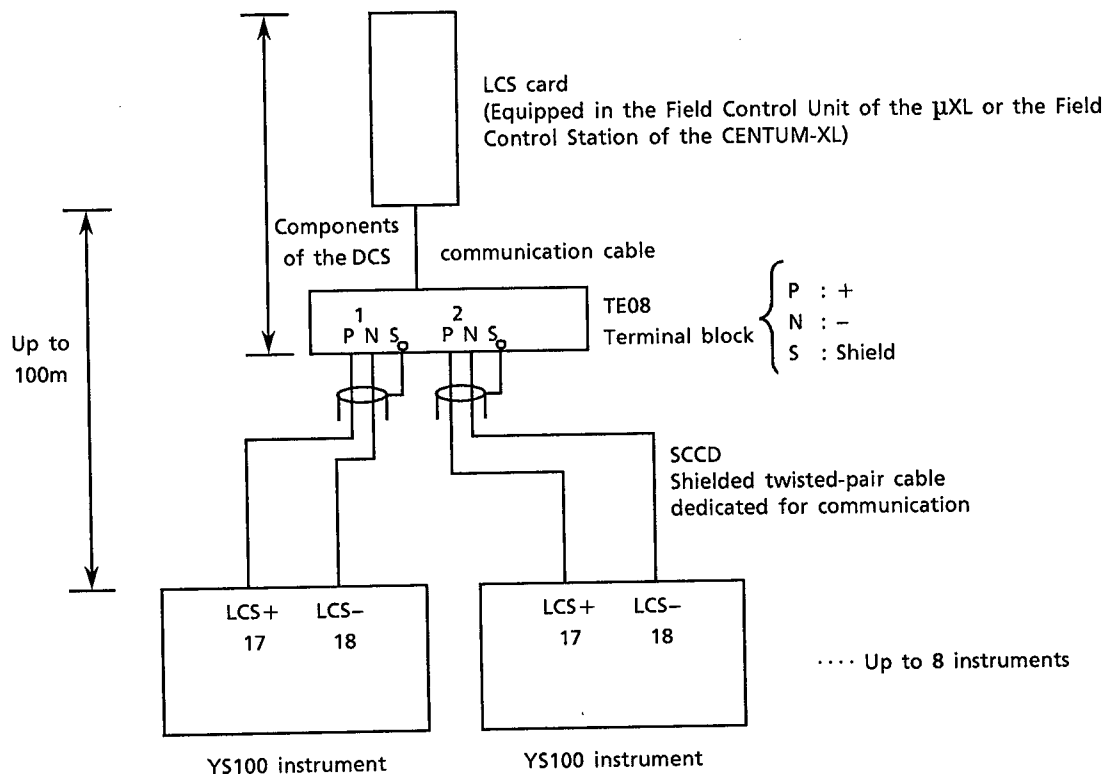 LCS card
(Equipped in the Field Control Unit of the μXL or the Field
Control Station of the CENTUM-XL)
Components
of the DCS
communication cable
1 2
P N S P N S
TE08
Terminal block
P : +
N : −
S : Shield
Up to
100m
SCCD
Shielded twisted-pair cable
dedicated for communication
LCS+ LCS−
17 18
LCS+ LCS−
17 18
···· Up to 8 instruments
YS100 instrument
YS100 instrument